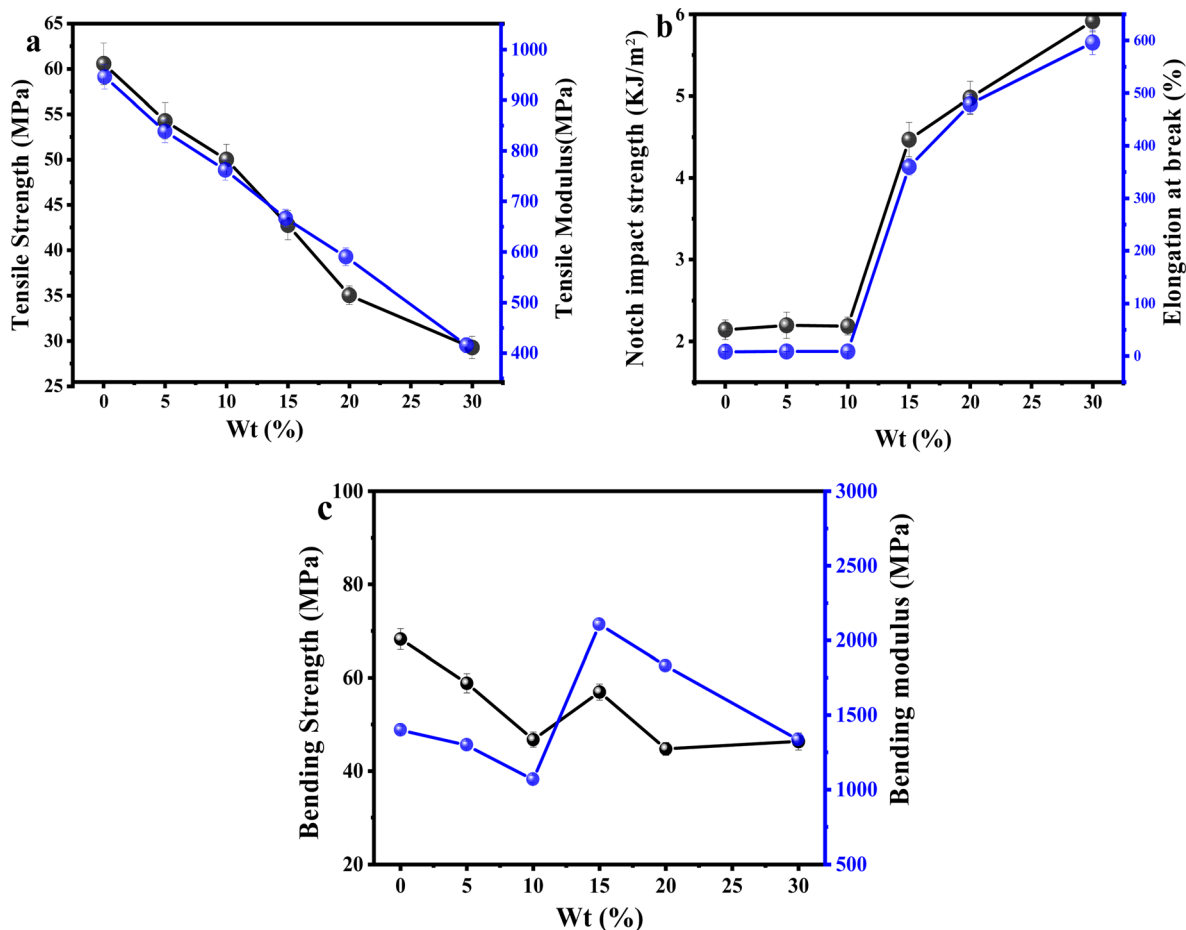 a
Tensile Strength (MPa)
65
60
55
50
45
40
35
30
25
0 5 10 15 20 25 30
Wt (%)
1000
900
800
700
600
500
400
Tensile Modulus(MPa)
b
Notch impact strength (KJ/m²)
6
5
4
3
2
0 5 10 15 20 25 30
Wt (%)
600
500
400
300
200
100
0
Elongation at break (%)
c
Bending Strength (MPa)
100
80
60
40
20
0 5 10 15 20 25 30
Wt (%)
3000
2500
2000
1500
1000
500
Bending modulus (MPa)